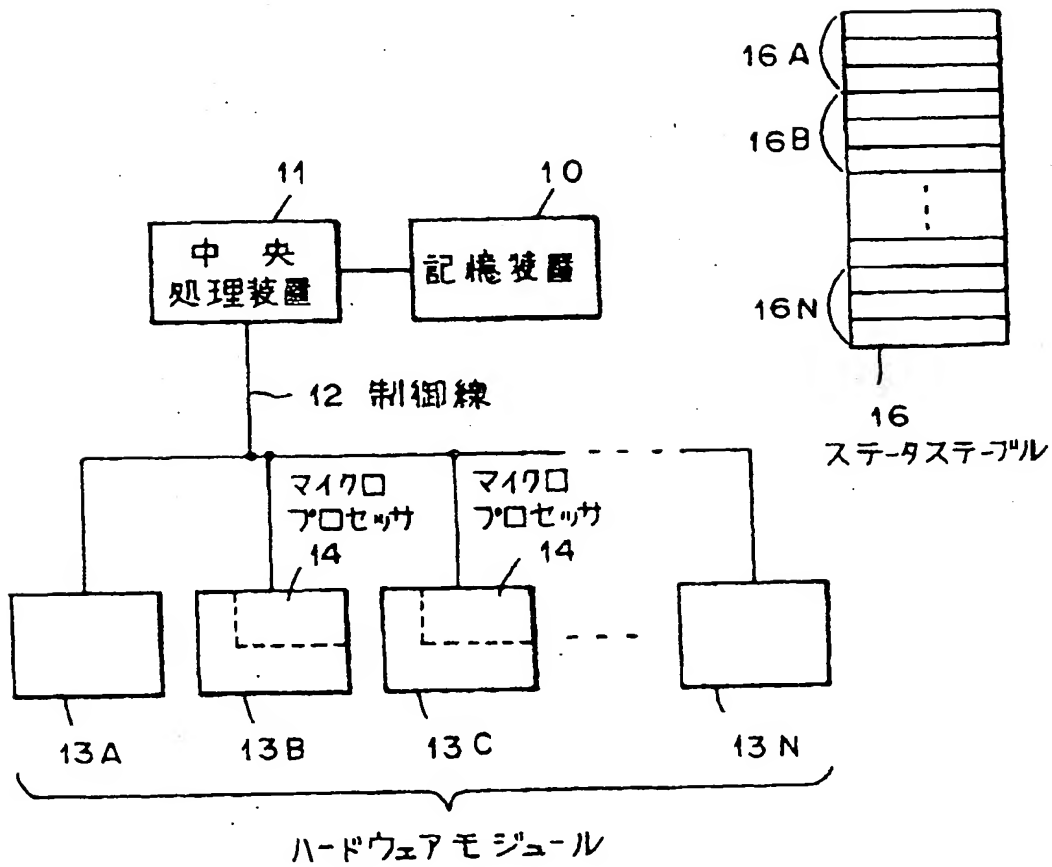 16A
16B
16N
16
ステータステーブル
11
10
中央
処理装置
記憶装置
12 制御線
マイクロ
プロセッサ
14
マイクロ
プロセッサ
14
13A
13B
13C
13N
ハードウェアモジュール